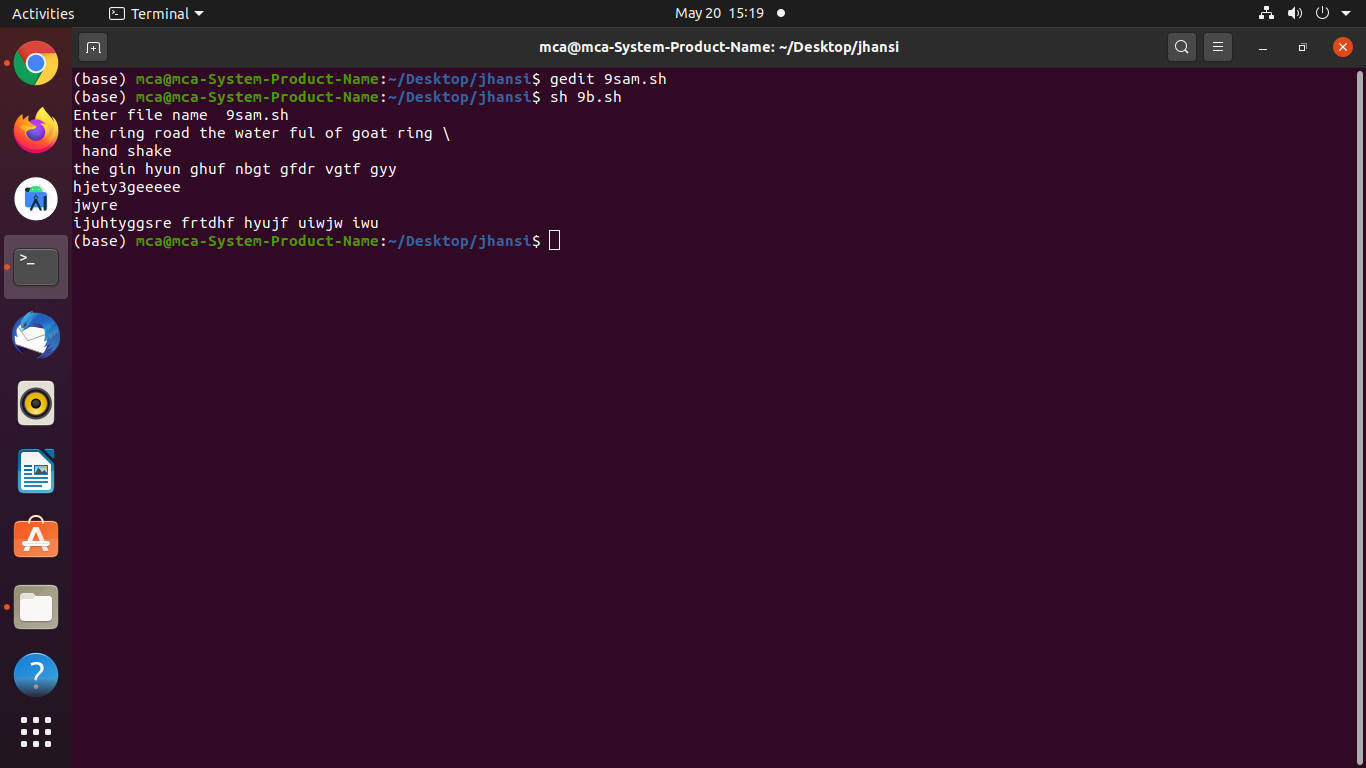 Activities
Terminal
May 20 15:19
mca@mca-System-Product-Name: ~/Desktop/jhansi
(base) mca@mca-System-Product-Name:~/Desktop/jhansi$ gedit 9sam.sh
(base) mca@mca-System-Product-Name:~/Desktop/jhansi$ sh 9b.sh
Enter file name  9sam.sh
the ring road the water ful of goat ring \
 hand shake
the gin hyun ghuf nbgt gfdr vgtf gyy
hjety3geeeee
jwyre
ijuhtyggsre frtdhf hyujf uiwjw iwu
(base) mca@mca-System-Product-Name:~/Desktop/jhansi$